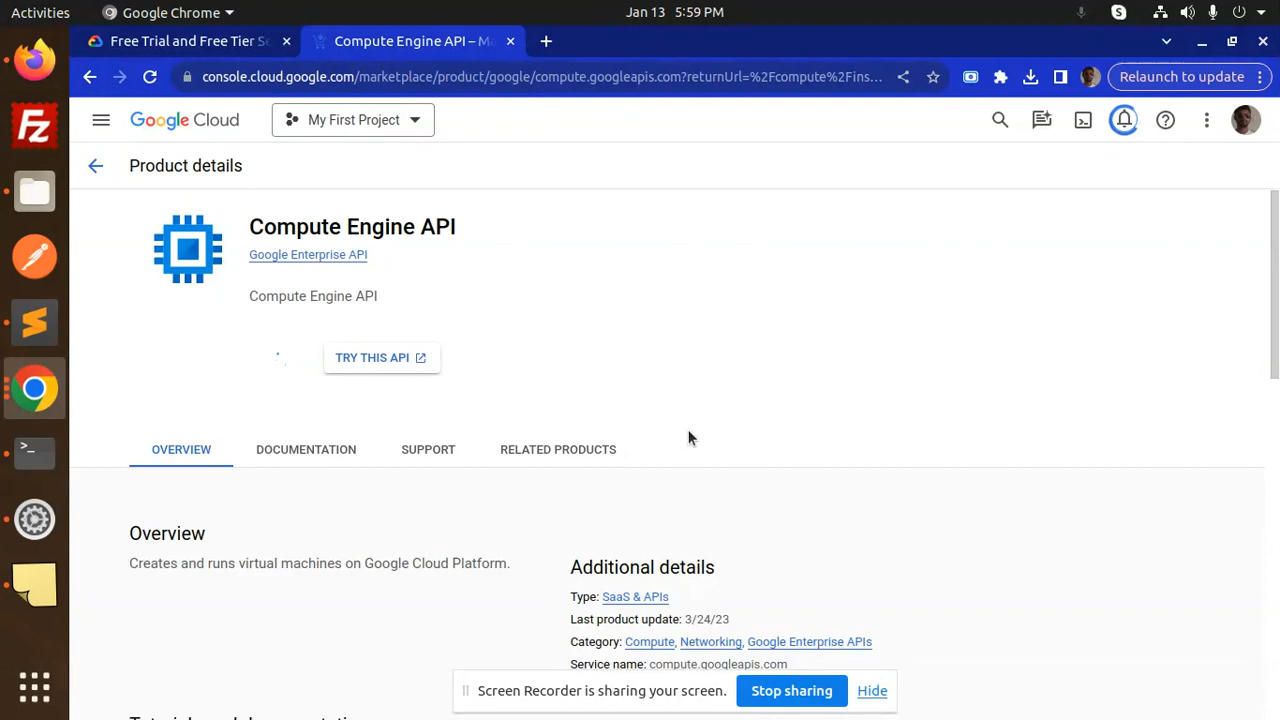 Activities
Google Chrome
Jan 13 5:59 PM
Free Trial and Free Tier Se
Compute Engine API – Ma
console.cloud.google.com/marketplace/product/google/compute.googleapis.com?returnUrl=%2Fcompute%2Fins...
Relaunch to update
Google Cloud
My First Project
Product details
Compute Engine API
Google Enterprise API
Compute Engine API
TRY THIS API
OVERVIEW
DOCUMENTATION
SUPPORT
RELATED PRODUCTS
Overview
Creates and runs virtual machines on Google Cloud Platform.
Additional details
Type: SaaS & APIs
Last product update: 3/24/23
Category: Compute, Networking, Google Enterprise APIs
Service name: compute.googleapis.com
Screen Recorder is sharing your screen.
Stop sharing
Hide